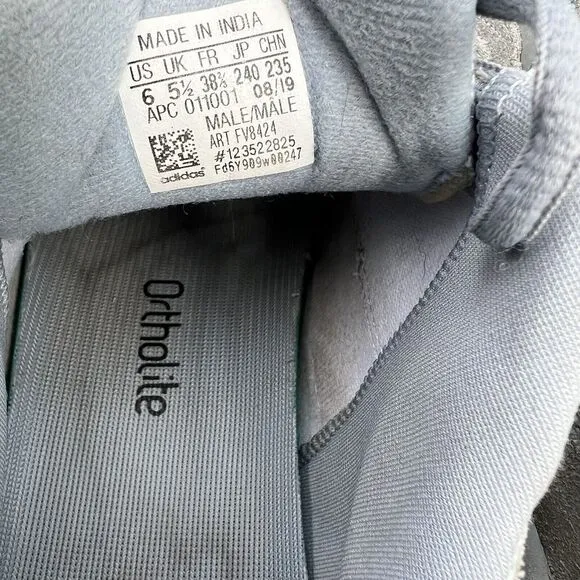 MADE IN INDIA
US UK FR JP CHN
6 5½ 38⅔ 240 235
APC 011001 08/19
MALE/MALE
ART FV8424
#123522825
Fd6Y909w00247
adidas
Ortholite